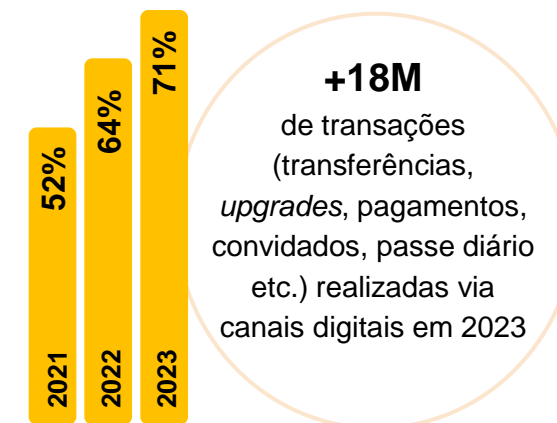 52%
2021
64%
2022
71%
2023
+18M
de transações
(transferências,
upgrades, pagamentos,
convidados, passe diário
etc.) realizadas via
canais digitais em 2023